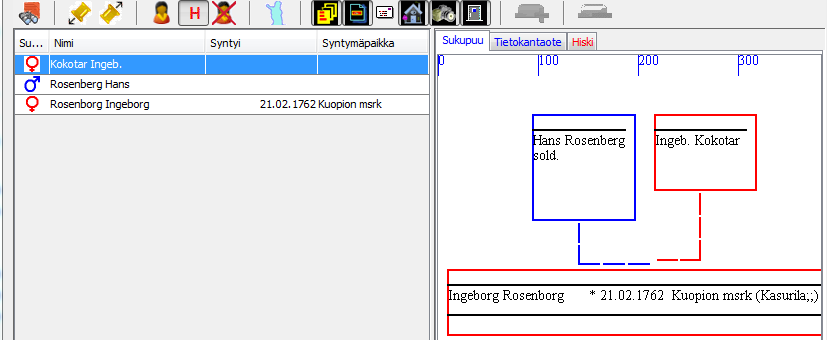 H
Su... Nimi Syntyi Syntymäpaikka
Kokotar Ingeb.
Rosenberg Hans
Rosenborg Ingeborg 21.02.1762 Kuopion msrk
Sukupuu Tietokantaote Hiski
0 100 200 300
Hans Rosenberg
sold.
Ingeb. Kokotar
Ingeborg Rosenborg * 21.02.1762 Kuopion msrk (Kasurila;;)